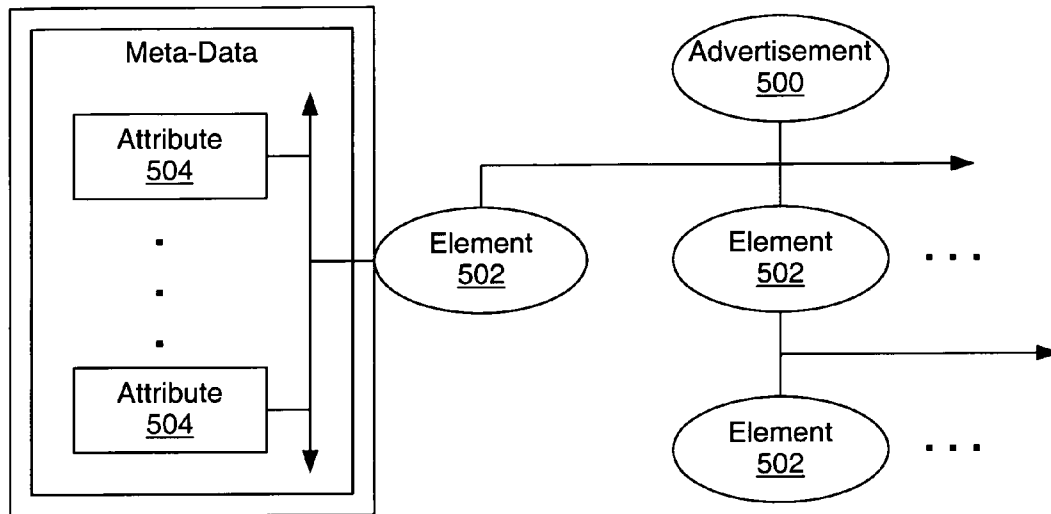 Meta-Data
Attribute
504
Attribute
504
Advertisement
500
Element
502
Element
502
. . .
Element
502
. . .